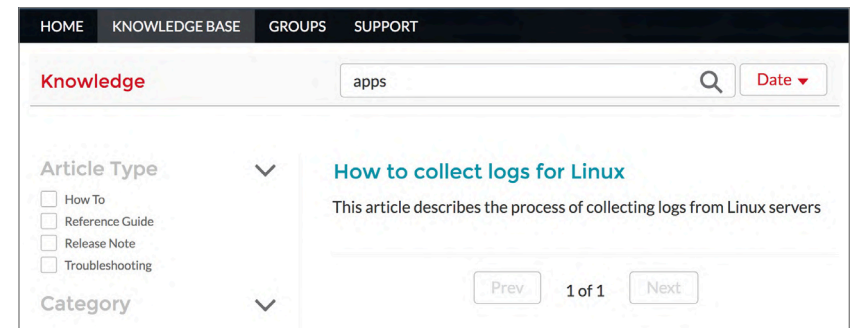 HOME KNOWLEDGE BASE GROUPS SUPPORT
Knowledge
apps
Date
Article Type
How To
Reference Guide
Release Note
Troubleshooting
Category
How to collect logs for Linux
This article describes the process of collecting logs from Linux servers
Prev 1 of 1 Next